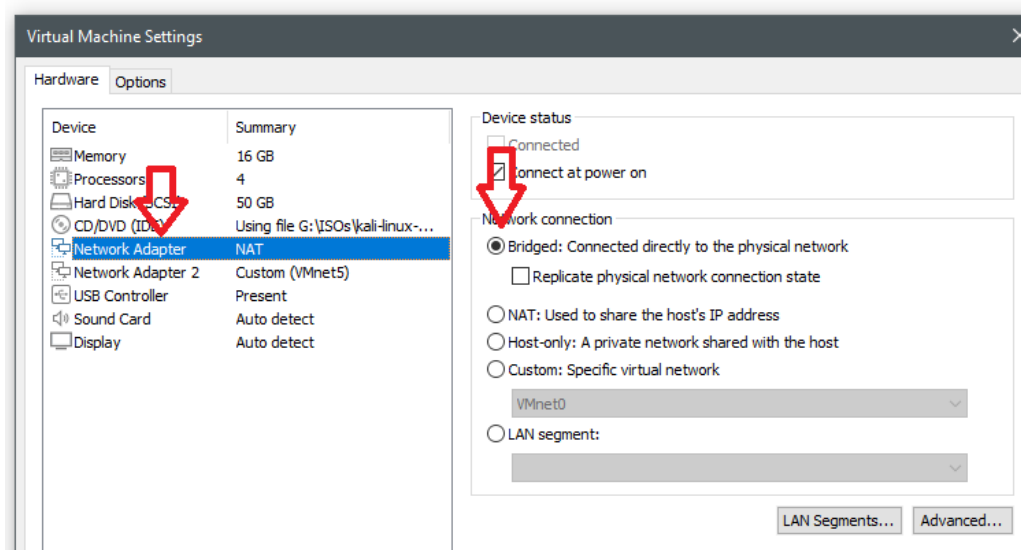 Virtual Machine Settings
Hardware Options
Device Summary
Memory 16 GB
Processors 4
Hard Disk (SCSI) 50 GB
CD/DVD (IDE) Using file G:\ISOs\kali-linux-...
Network Adapter NAT
Network Adapter 2 Custom (VMnet5)
USB Controller Present
Sound Card Auto detect
Display Auto detect
Device status
Connected
Connect at power on
Network connection
Bridged: Connected directly to the physical network
Replicate physical network connection state
NAT: Used to share the host's IP address
Host-only: A private network shared with the host
Custom: Specific virtual network
VMnet0
LAN segment:
LAN Segments... Advanced...